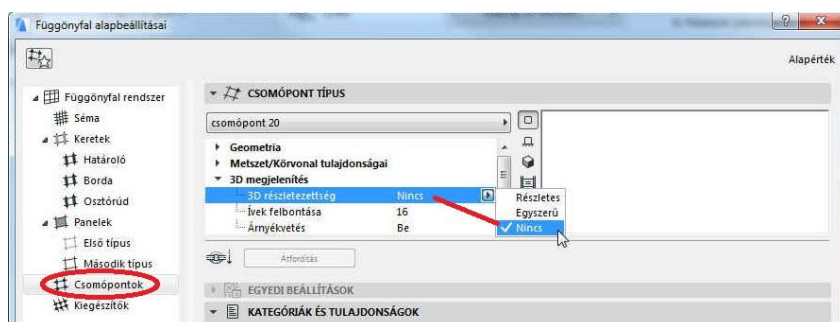 Függönyfal alapbeállításai
Alapérték
Függönyfal rendszer
Séma
Keretek
Határoló
Borda
Osztórúd
Panelek
Első típus
Második típus
Csomópontok
Kiegészítők
CSOMÓPONT TÍPUS
csomópont 20
Geometria
Metszet/Körvonal tulajdonságai
3D megjelenítés
3D részletezettség Nincs
Ívek felbontása 16
Árnyékvetés Be
Részletes
Egyszerű
Nincs
Átfordítás
EGYEDI BEÁLLÍTÁSOK
KATEGÓRIÁK ÉS TULAJDONSÁGOK